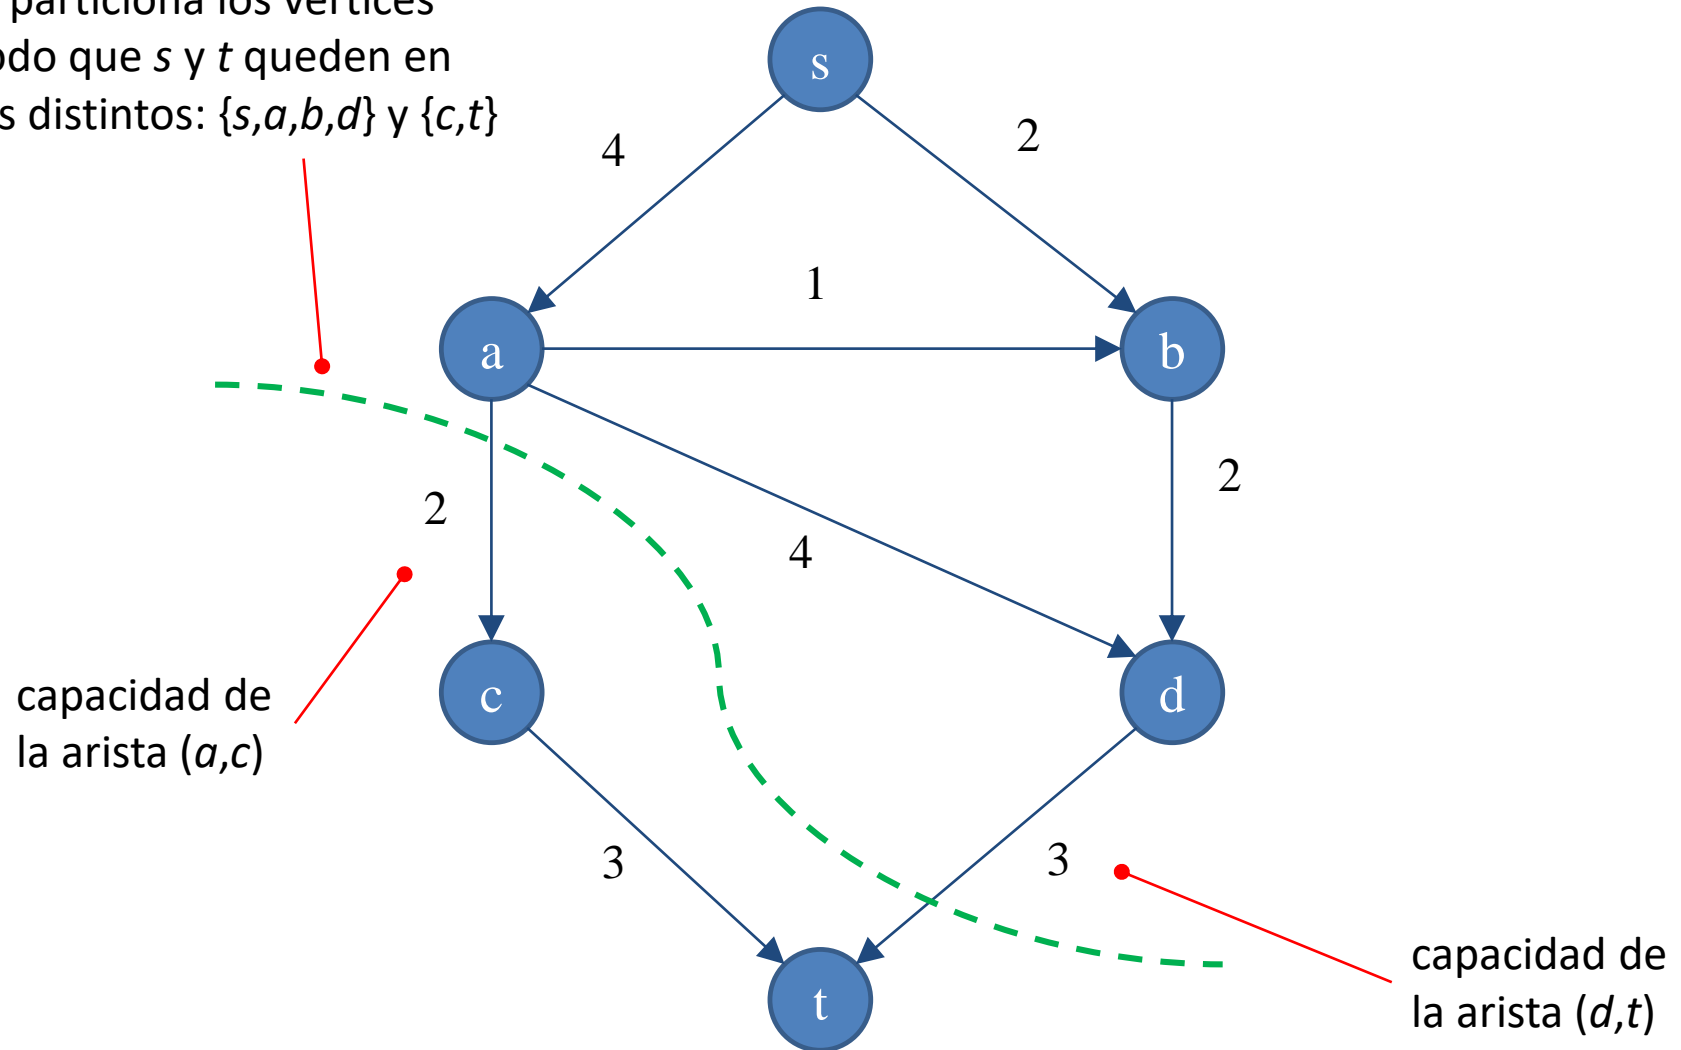 particiona los vértices
odo que s y t queden en
s distintos: {s,a,b,d} y {c,t}
s
4
2
1
a
b
2
4
2
c
d
capacidad de
la arista (a,c)
3
3
t
capacidad de
la arista (d,t)